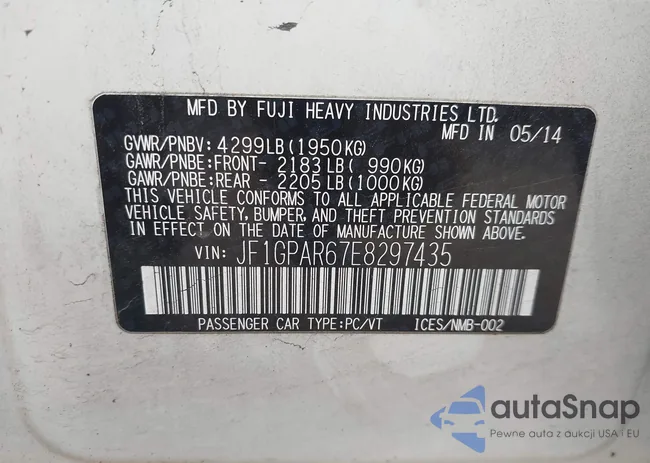 MFD BY FUJI HEAVY INDUSTRIES LTD.
MFD IN 05/14
GVWR/PNBV: 4299LB(1950KG)
GAWR/PNBE:FRONT- 2183LB( 990KG)
GAWR/PNBE:REAR - 2205LB(1000KG)
THIS VEHICLE CONFORMS TO ALL APPLICABLE FEDERAL MOTOR
VEHICLE SAFETY, BUMPER, AND THEFT PREVENTION STANDARDS
IN EFFECT ON THE DATE OF MANUFACTURE SHOWN ABOVE.
VIN: JF1GPAR67E8297435
PASSENGER CAR TYPE:PC/VT ICES/NMB-002
autaSnap
Pewne auta z aukcji USA i EU